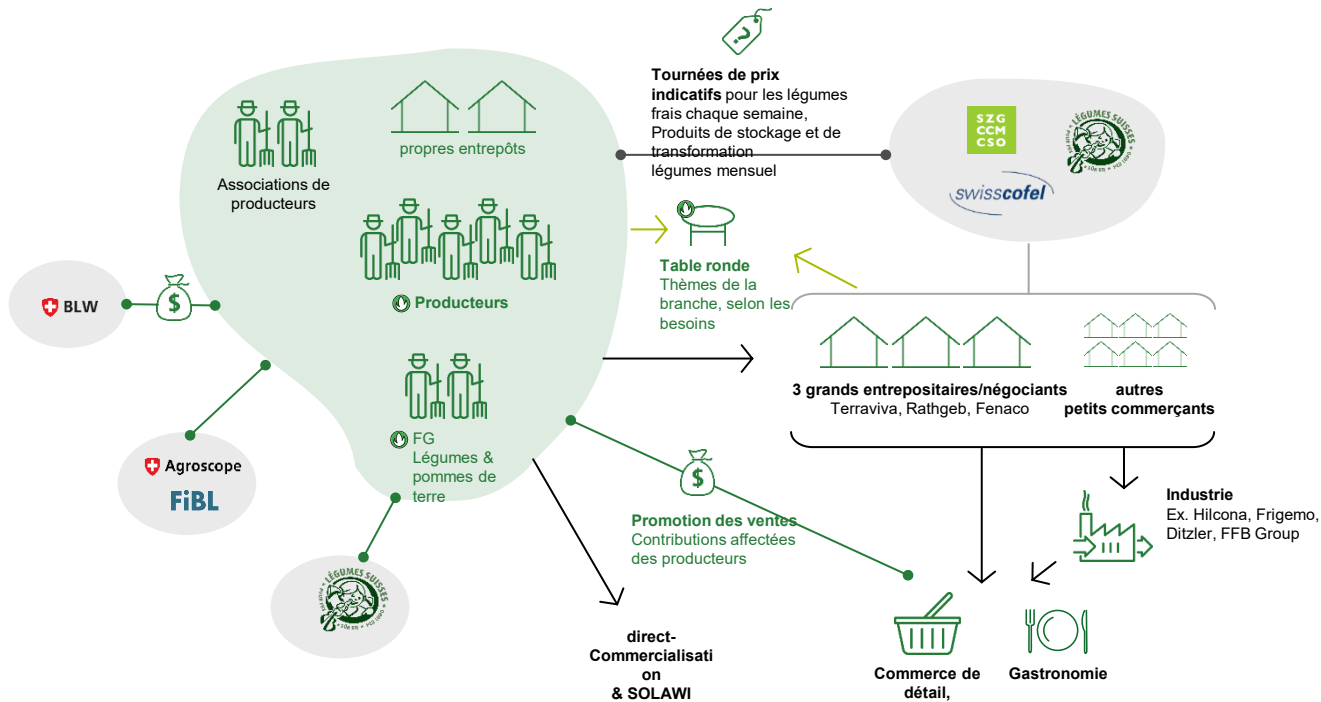 ?
Tournées de prix
indicatifs pour les légumes
frais chaque semaine,
Produits de stockage et de
transformation
légumes mensuel
SZG
CCM
CSO
LÉGUMES SUISSES
swisscofel
propres entrepôts
Associations de
producteurs
Producteurs
Table ronde
Thèmes de la
branche, selon les
besoins
BLW
$
3 grands entrepositaires/négociants
Terraviva, Rathgeb, Fenaco
autres
petits commerçants
FG
Légumes &
pommes de
terre
Agroscope
FiBL
$
Promotion des ventes
Contributions affectées
des producteurs
Industrie
Ex. Hilcona, Frigemo,
Ditzler, FFB Group
LÉGUMES SUISSES
direct-
Commercialisati
on
& SOLAWI
Commerce de
détail,
Gastronomie